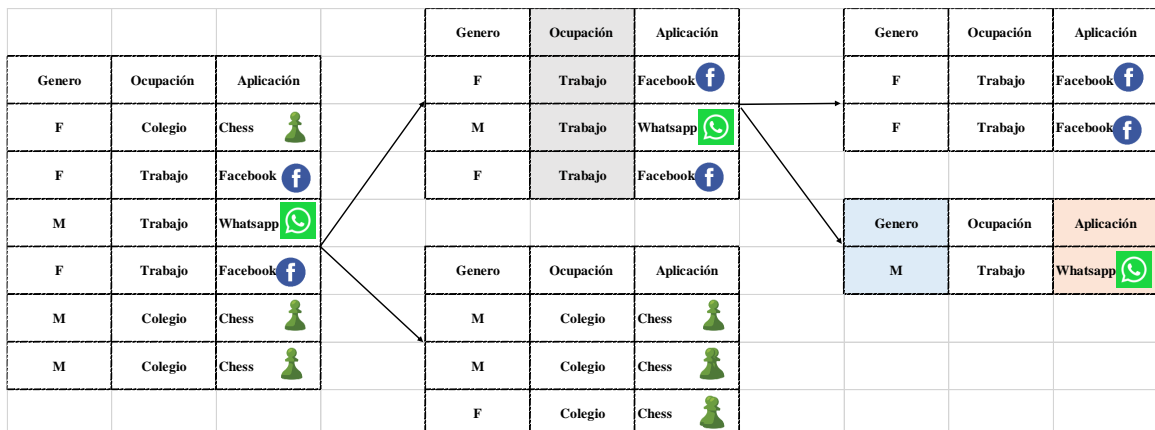 Genero Ocupación Aplicación
F Colegio Chess
F Trabajo Facebook
M Trabajo Whatsapp
F Trabajo Facebook
M Colegio Chess
M Colegio Chess
Genero Ocupación Aplicación
F Trabajo Facebook
M Trabajo Whatsapp
F Trabajo Facebook
Genero Ocupación Aplicación
M Colegio Chess
M Colegio Chess
F Colegio Chess
Genero Ocupación Aplicación
F Trabajo Facebook
F Trabajo Facebook
Genero Ocupación Aplicación
M Trabajo Whatsapp